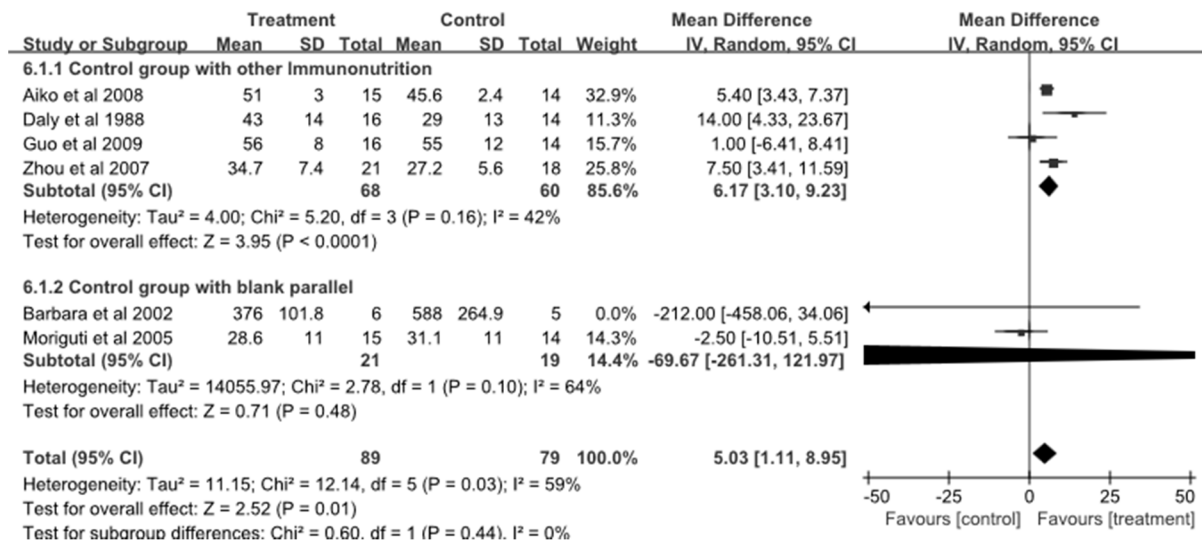 Treatment Control Mean Difference Mean Difference
Study or Subgroup Mean SD Total Mean SD Total Weight IV, Random, 95% CI IV, Random, 95% CI
6.1.1 Control group with other Immunonutrition
Aiko et al 2008 51 3 15 45.6 2.4 14 32.9% 5.40 [3.43, 7.37]
Daly et al 1988 43 14 16 29 13 14 11.3% 14.00 [4.33, 23.67]
Guo et al 2009 56 8 16 55 12 14 15.7% 1.00 [-6.41, 8.41]
Zhou et al 2007 34.7 7.4 21 27.2 5.6 18 25.8% 7.50 [3.41, 11.59]
Subtotal (95% CI) 68 60 85.6% 6.17 [3.10, 9.23]
Heterogeneity: Tau² = 4.00; Chi² = 5.20, df = 3 (P = 0.16); I² = 42%
Test for overall effect: Z = 3.95 (P < 0.0001)
6.1.2 Control group with blank parallel
Barbara et al 2002 376 101.8 6 588 264.9 5 0.0% -212.00 [-458.06, 34.06]
Moriguti et al 2005 28.6 11 15 31.1 11 14 14.3% -2.50 [-10.51, 5.51]
Subtotal (95% CI) 21 19 14.4% -69.67 [-261.31, 121.97]
Heterogeneity: Tau² = 14055.97; Chi² = 2.78, df = 1 (P = 0.10); I² = 64%
Test for overall effect: Z = 0.71 (P = 0.48)
Total (95% CI) 89 79 100.0% 5.03 [1.11, 8.95]
Heterogeneity: Tau² = 11.15; Chi² = 12.14, df = 5 (P = 0.03); I² = 59%
Test for overall effect: Z = 2.52 (P = 0.01)
Test for subgroup differences: Chi² = 0.60, df = 1 (P = 0.44), I² = 0%
-50 -25 0 25 50
Favours [control] Favours [treatment]